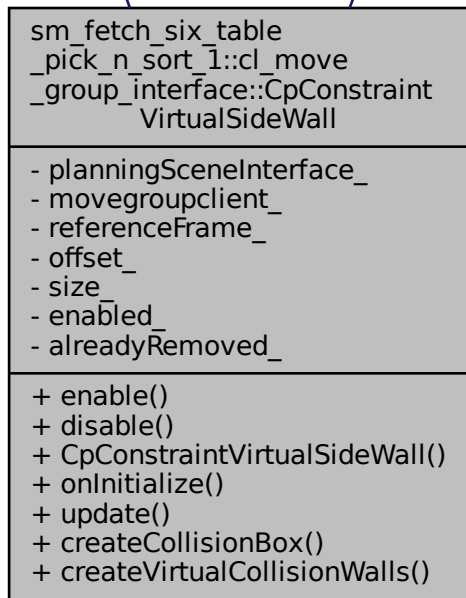 sm_fetch_six_table
_pick_n_sort_1::cl_move
_group_interface::CpConstraint
VirtualSideWall
- planningSceneInterface_
- movegroupclient_
- referenceFrame_
- offset_
- size_
- enabled_
- alreadyRemoved_
+ enable()
+ disable()
+ CpConstraintVirtualSideWall()
+ onInitialize()
+ update()
+ createCollisionBox()
+ createVirtualCollisionWalls()